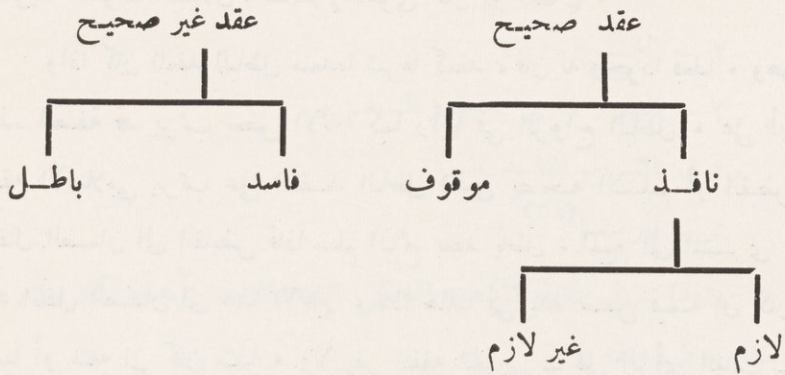 عقد صحيح
عقد غير صحيح
نافذ
موقوف
فاسد
باطل
لازم
غير لازم